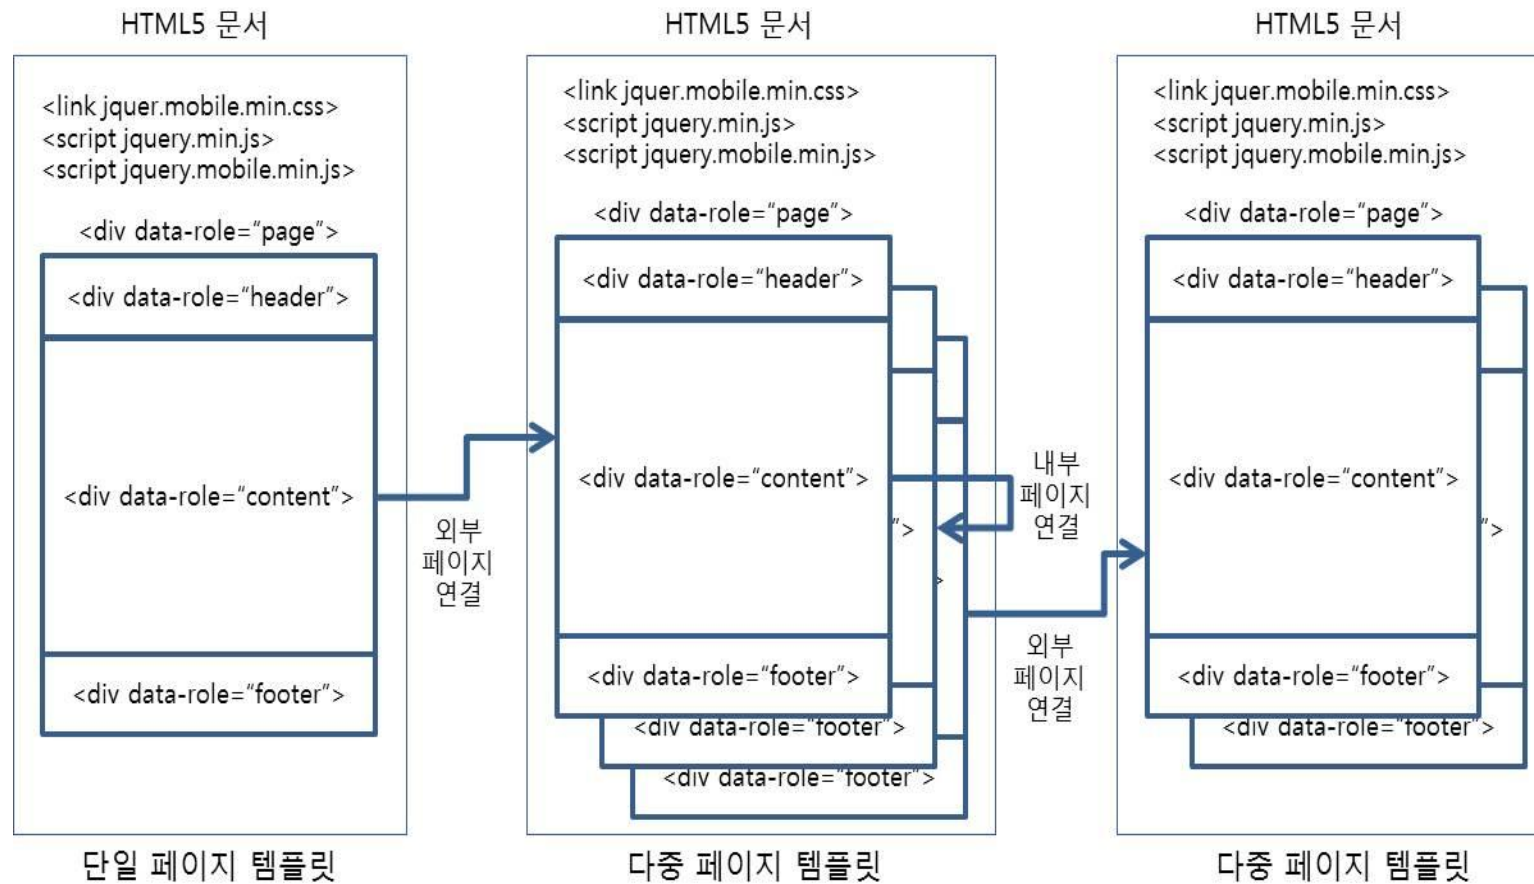 HTML5 문서
<link jquer.mobile.min.css>
<script jquery.min.js>
<script jquery.mobile.min.js>
<div data-role="page">
<div data-role="header">
<div data-role="content">
<div data-role="footer">
단일 페이지 템플릿
외부
페이지
연결
HTML5 문서
<link jquer.mobile.min.css>
<script jquery.min.js>
<script jquery.mobile.min.js>
<div data-role="page">
<div data-role="header">
<div data-role="content">
">
>
<div data-role="footer">
<div data-role="footer">
<div data-role="footer">
다중 페이지 템플릿
내부
페이지
연결
외부
페이지
연결
HTML5 문서
<link jquer.mobile.min.css>
<script jquery.min.js>
<script jquery.mobile.min.js>
<div data-role="page">
<div data-role="header">
<div data-role="content">
">
<div data-role="footer">
<div data-role="footer">
다중 페이지 템플릿